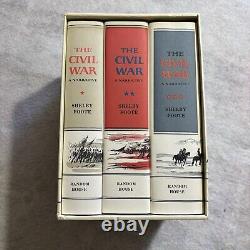 THE
CIVIL
WAR
A NARRATIVE
★
SHELBY
FOOTE
RANDOM
HOUSE
THE
CIVIL
WAR
A NARRATIVE
★★
SHELBY
FOOTE
RANDOM
HOUSE
THE
CIVIL
WAR
A NARRATIVE
★★★
SHELBY
FOOTE
RANDOM
HOUSE